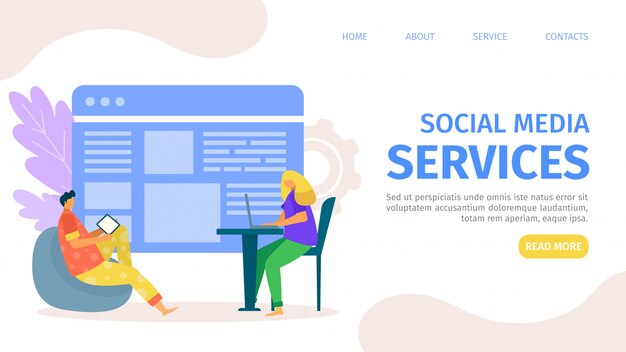 HOME ABOUT SERVICE CONTACTS
SOCIAL MEDIA
SERVICES
Sed ut perspiciatis unde omnis iste natus error sit
voluptatem accusantium doloremque laudantium,
totam rem aperiam, eaque ipsa.
READ MORE